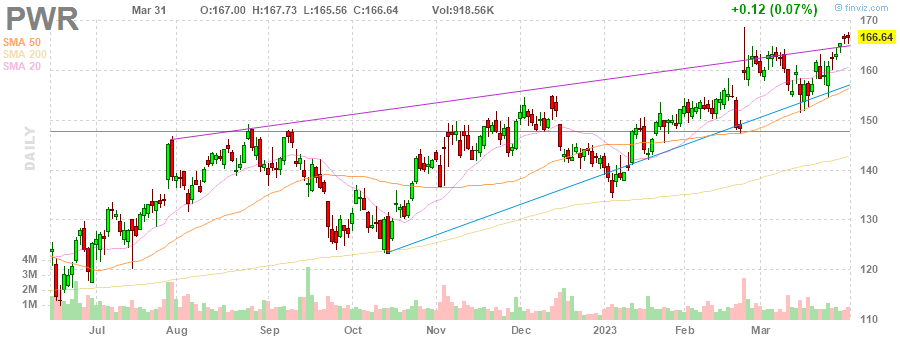 PWR Mar 31 O:167.00 H:167.73 L:165.56 C:166.64 Vol:918.56K +0.12 (0.07%)
© finviz.com
SMA 50
SMA 200
SMA 20
170
166.64
160
150
140
130
120
110
DAILY
4M
3M
2M
1M
Jul Aug Sep Oct Nov Dec 2023 Feb Mar